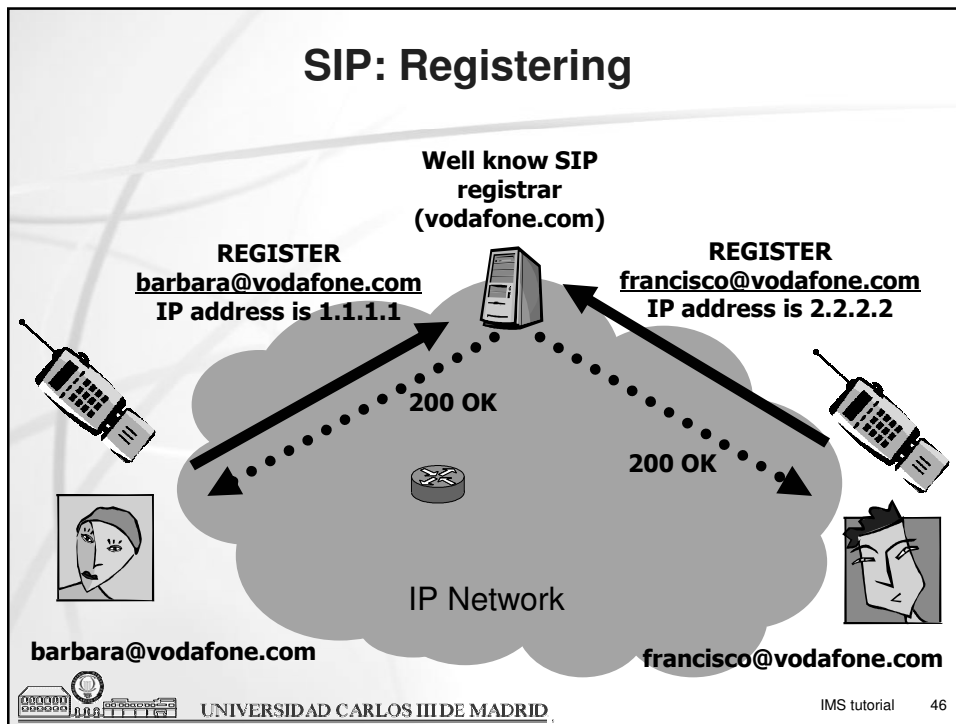 SIP: Registering
Well know SIP
registrar
(vodafone.com)
REGISTER
barbara@vodafone.com
IP address is 1.1.1.1
REGISTER
francisco@vodafone.com
IP address is 2.2.2.2
200 OK
200 OK
IP Network
barbara@vodafone.com
francisco@vodafone.com
UNIVERSIDAD CARLOS III DE MADRID
IMS tutorial 46